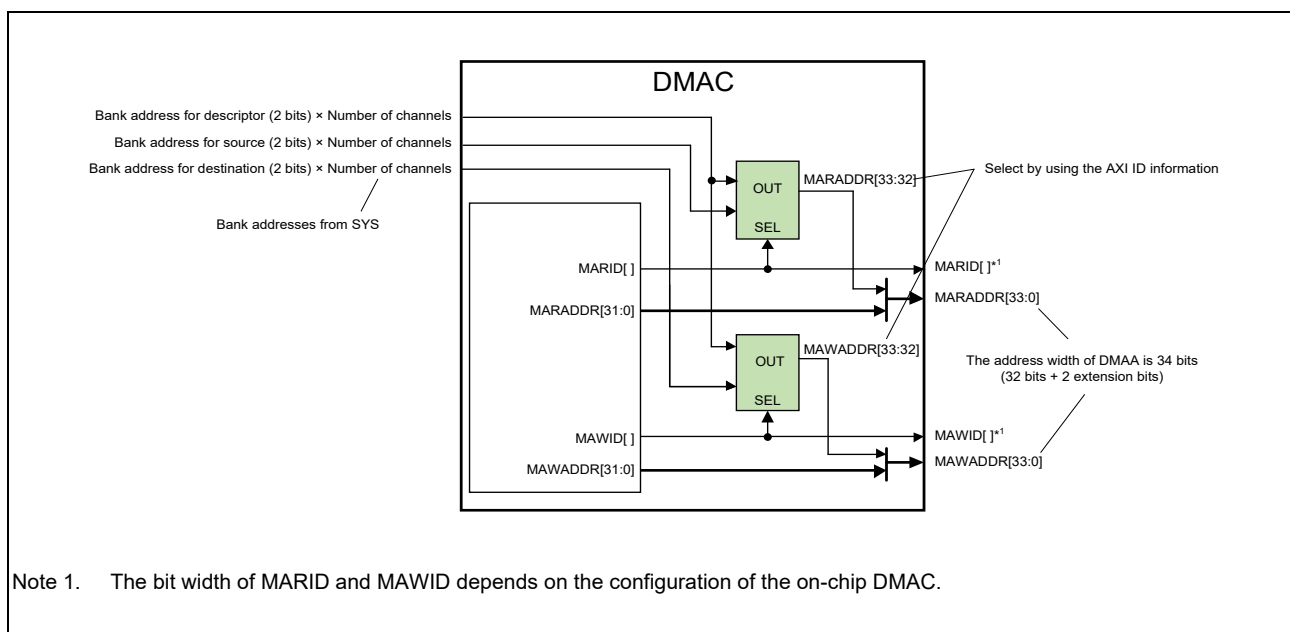 DMAC
Bank address for descriptor (2 bits) × Number of channels
Bank address for source (2 bits) × Number of channels
Bank address for destination (2 bits) × Number of channels
Bank addresses from SYS
OUT
SEL
MARADDR[33:32]
Select by using the AXI ID information
MARID[ ]
MARID[ ]*1
MARADDR[31:0]
MARADDR[33:0]
OUT
SEL
MAWADDR[33:32]
The address width of DMAA is 34 bits
(32 bits + 2 extension bits)
MAWID[ ]
MAWID[ ]*1
MAWADDR[31:0]
MAWADDR[33:0]
Note 1. The bit width of MARID and MAWID depends on the configuration of the on-chip DMAC.